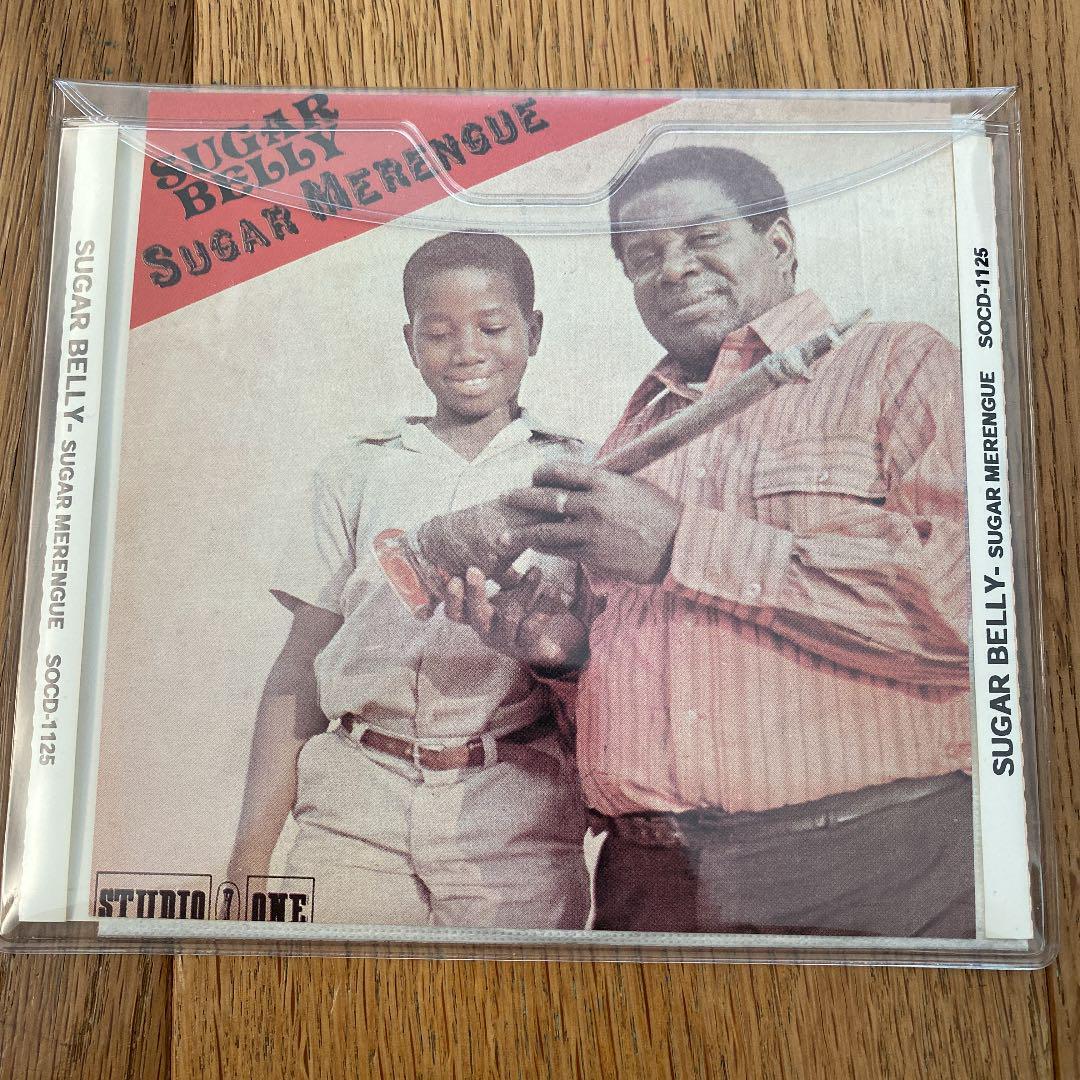 SUGAR
BELLY
SUGAR MERENGUE
SUGAR BELLY - SUGAR MERENGUE SOCD-1125
STUDIO ONE
SUGAR BELLY - SUGAR MERENGUE SOCD-1125